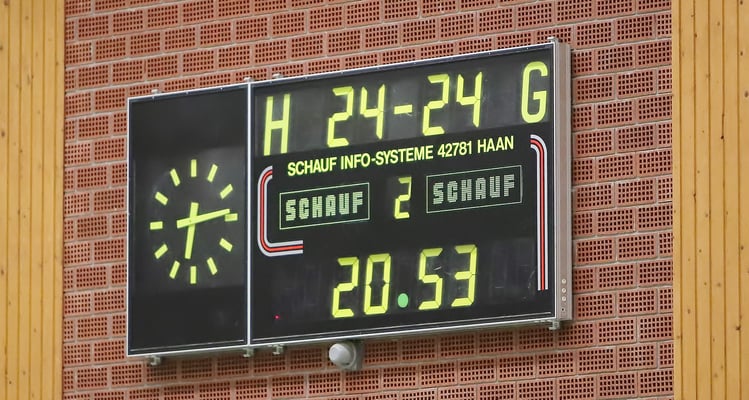 H 24-24 G
SCHAUF INFO-SYSTEME 42781 HAAN
SCHAUF 2 SCHAUF
20.53